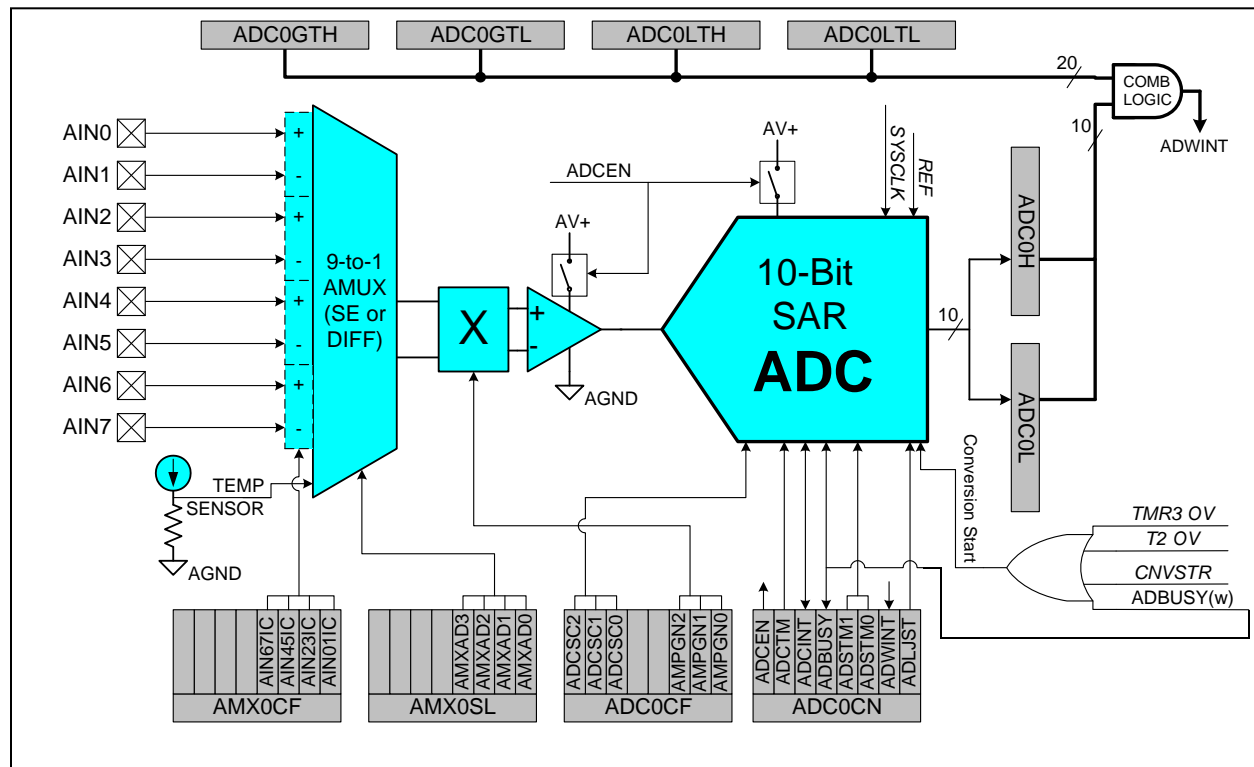 ADC0GTH
ADC0GTL
ADC0LTH
ADC0LTL
20
COMB
LOGIC
10
ADWINT
AIN0
AIN1
AIN2
AIN3
AIN4
AIN5
AIN6
AIN7
+
-
+
-
+
-
+
-
9-to-1
AMUX
(SE or
DIFF)
TEMP
SENSOR
AGND
X
+
-
AV+
AGND
ADCEN
AV+
SYSCLK
REF
10-Bit
SAR
ADC
10
ADC0H
ADC0L
Conversion Start
TMR3 OV
T2 OV
CNVSTR
ADBUSY(w)
AIN67IC
AIN45IC
AIN23IC
AIN01IC
AMX0CF
AMXAD3
AMXAD2
AMXAD1
AMXAD0
AMX0SL
ADCSC2
ADCSC1
ADCSC0
AMPGN2
AMPGN1
AMPGN0
ADC0CF
ADCEN
ADCTM
ADCINT
ADBUSY
ADSTM1
ADSTM0
ADWINT
ADLJST
ADC0CN